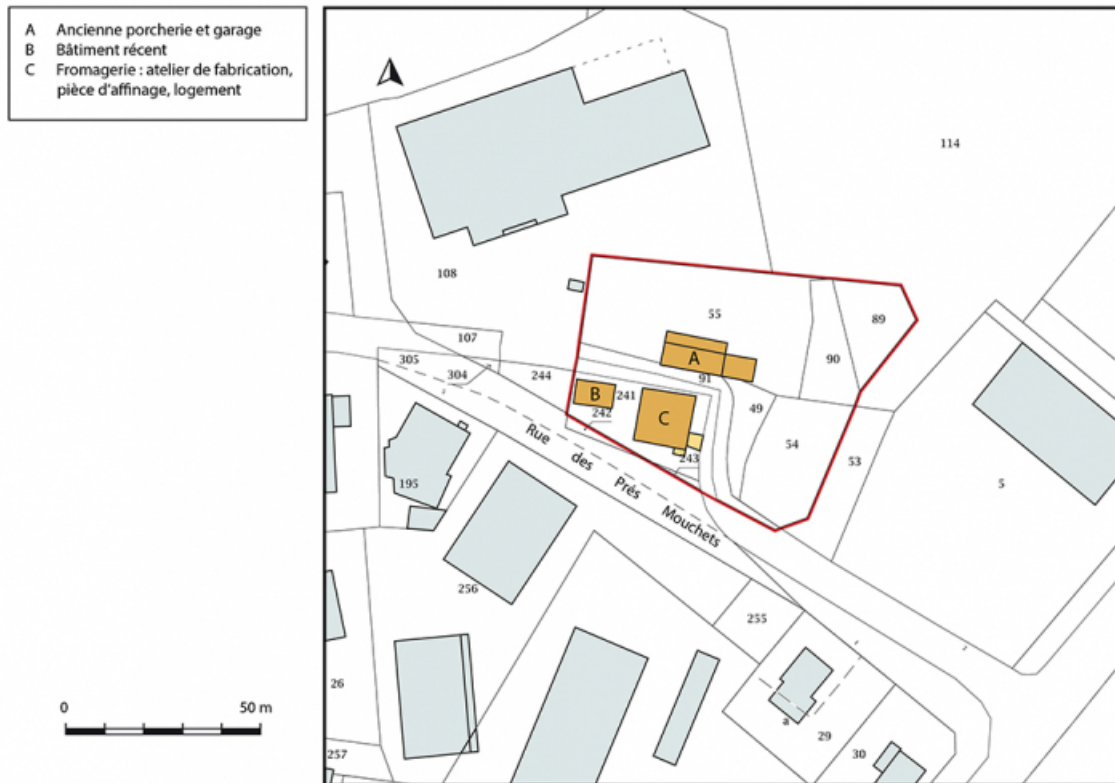 A Ancienne porcherie et garage
B Bâtiment récent
C Fromagerie : atelier de fabrication,
pièce d'affinage, logement
114
108
55
89
107
90
305
304
244
A
91
B
241
49
242
C
54
53
243
5
Rue des Prés Mouchets
195
256
255
26
a
29
30
257
0 50 m